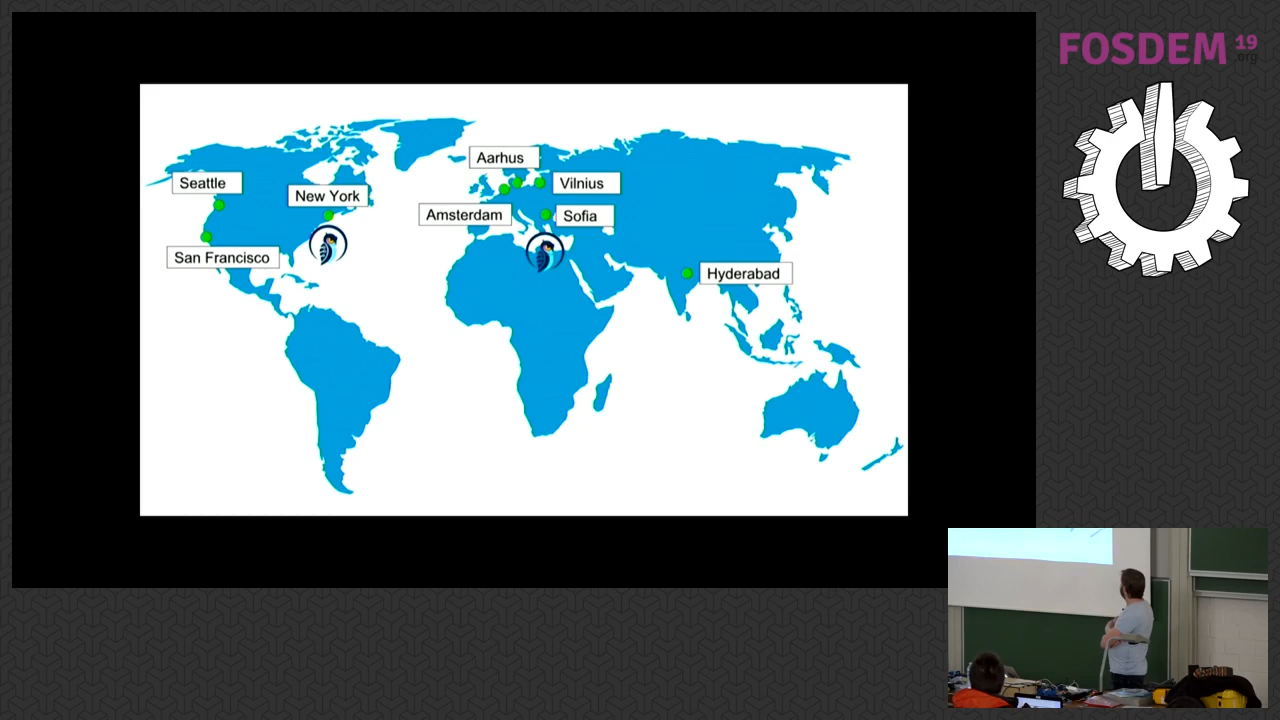 FOSDEM 19
.org
Aarhus
Seattle
Vilnius
New York
Amsterdam
Sofia
San Francisco
Hyderabad